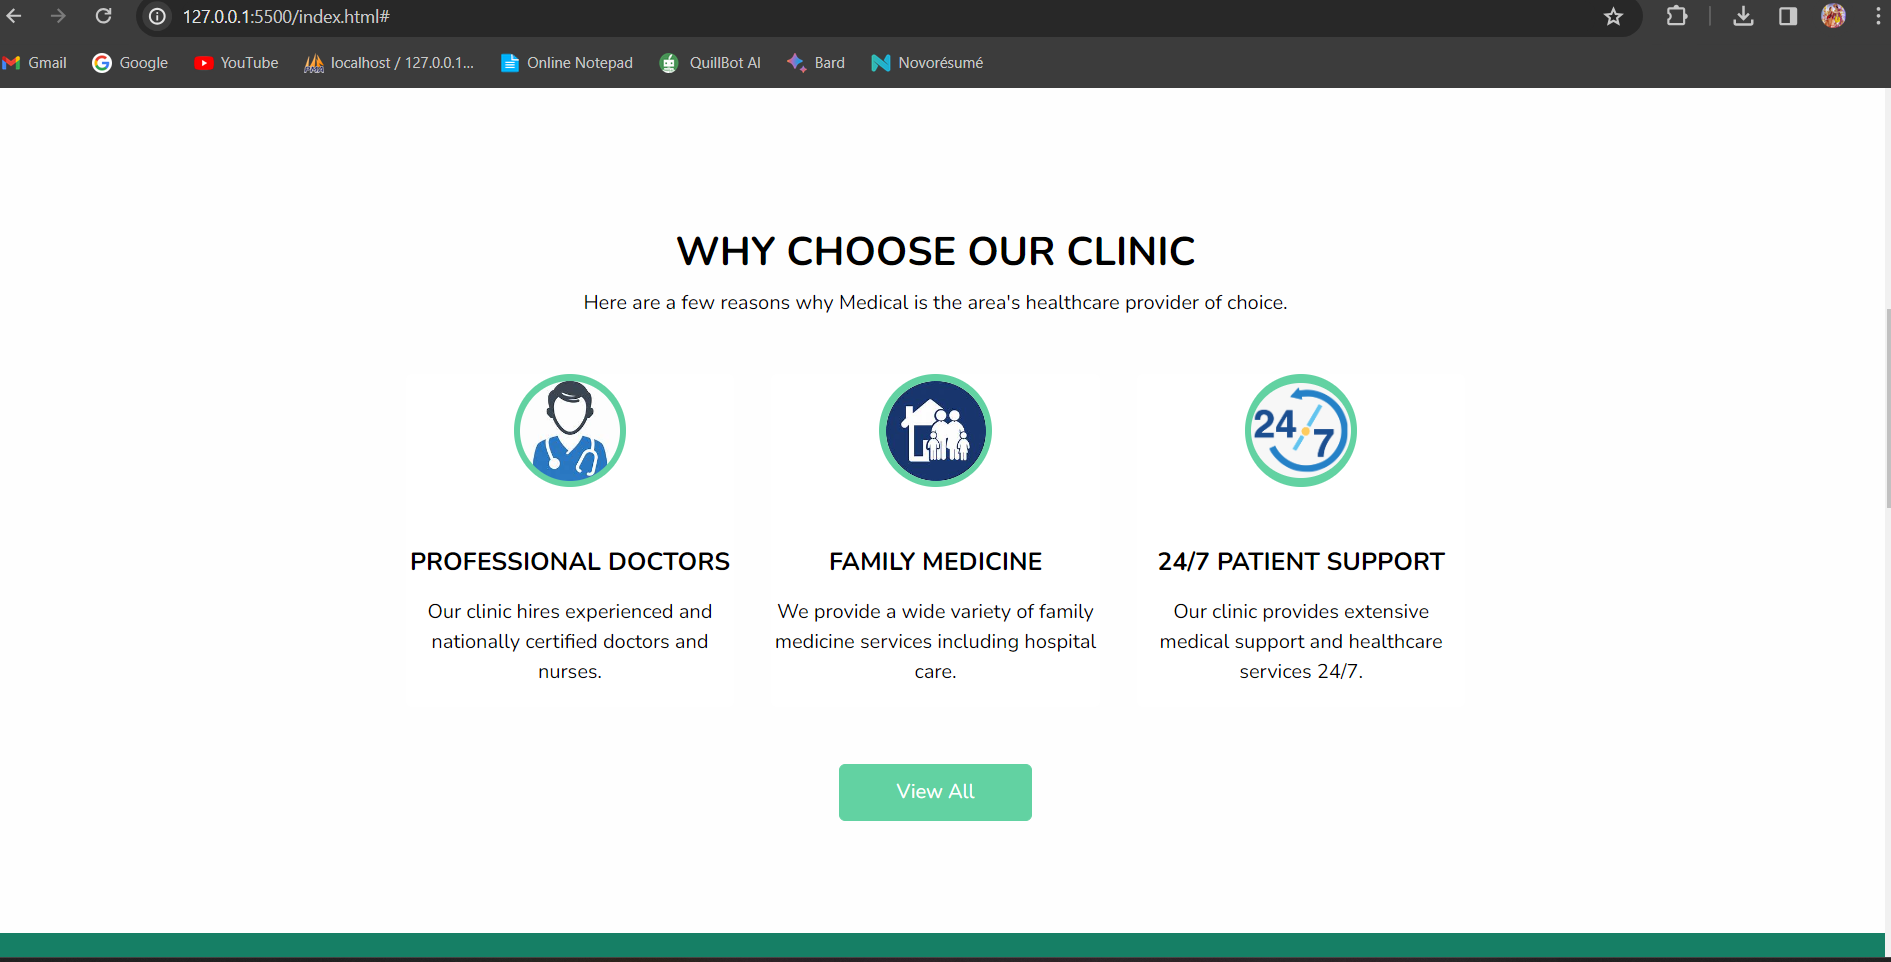 127.0.0.1:5500/index.html#
Gmail Google YouTube localhost / 127.0.0.1... Online Notepad QuillBot AI Bard Novorésumé
WHY CHOOSE OUR CLINIC
Here are a few reasons why Medical is the area's healthcare provider of choice.
24/7
PROFESSIONAL DOCTORS
Our clinic hires experienced and
nationally certified doctors and
nurses.
FAMILY MEDICINE
We provide a wide variety of family
medicine services including hospital
care.
24/7 PATIENT SUPPORT
Our clinic provides extensive
medical support and healthcare
services 24/7.
View All